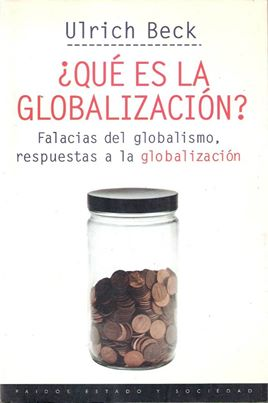 Ulrich Beck
¿QUÉ ES LA
GLOBALIZACIÓN?
Falacias del globalismo,
respuestas a la globalización
PAIDÓS ESTADO Y SOCIEDAD